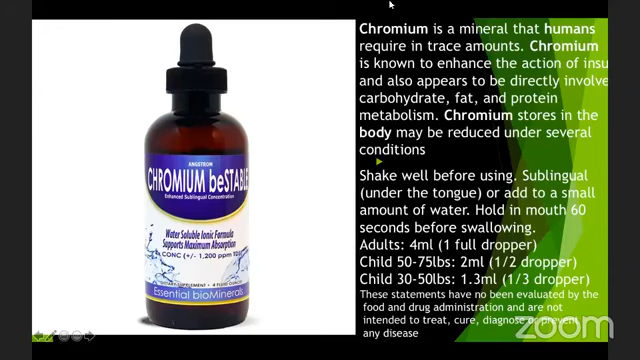 Chromium is a mineral that humans
require in trace amounts. Chromium
is known to enhance the action of insu
and also appears to be directly involve
carbohydrate, fat, and protein
metabolism. Chromium stores in the
body may be reduced under several
conditions
Shake well before using. Sublingual
(under the tongue) or add to a small
amount of water. Hold in mouth 60
seconds before swallowing.
Adults: 4ml (1 full dropper)
Child 50-75lbs: 2ml (1/2 dropper)
Child 30-50lbs: 1.3ml (1/3 dropper)
These statements have no been evaluated by the
food and drug administration and are not
intended to treat, cure, diagnose or prevent
any disease
zoom
ANGSTROM
CHROMIUM beSTABLE
Enhanced Sublingual Concentration
Water Soluble Ionic Formula
Supports Maximum Absorption
CONC (+/- 1,200 ppm
SUPPLEMENT • 4 FLUID
Essential bioMinerals